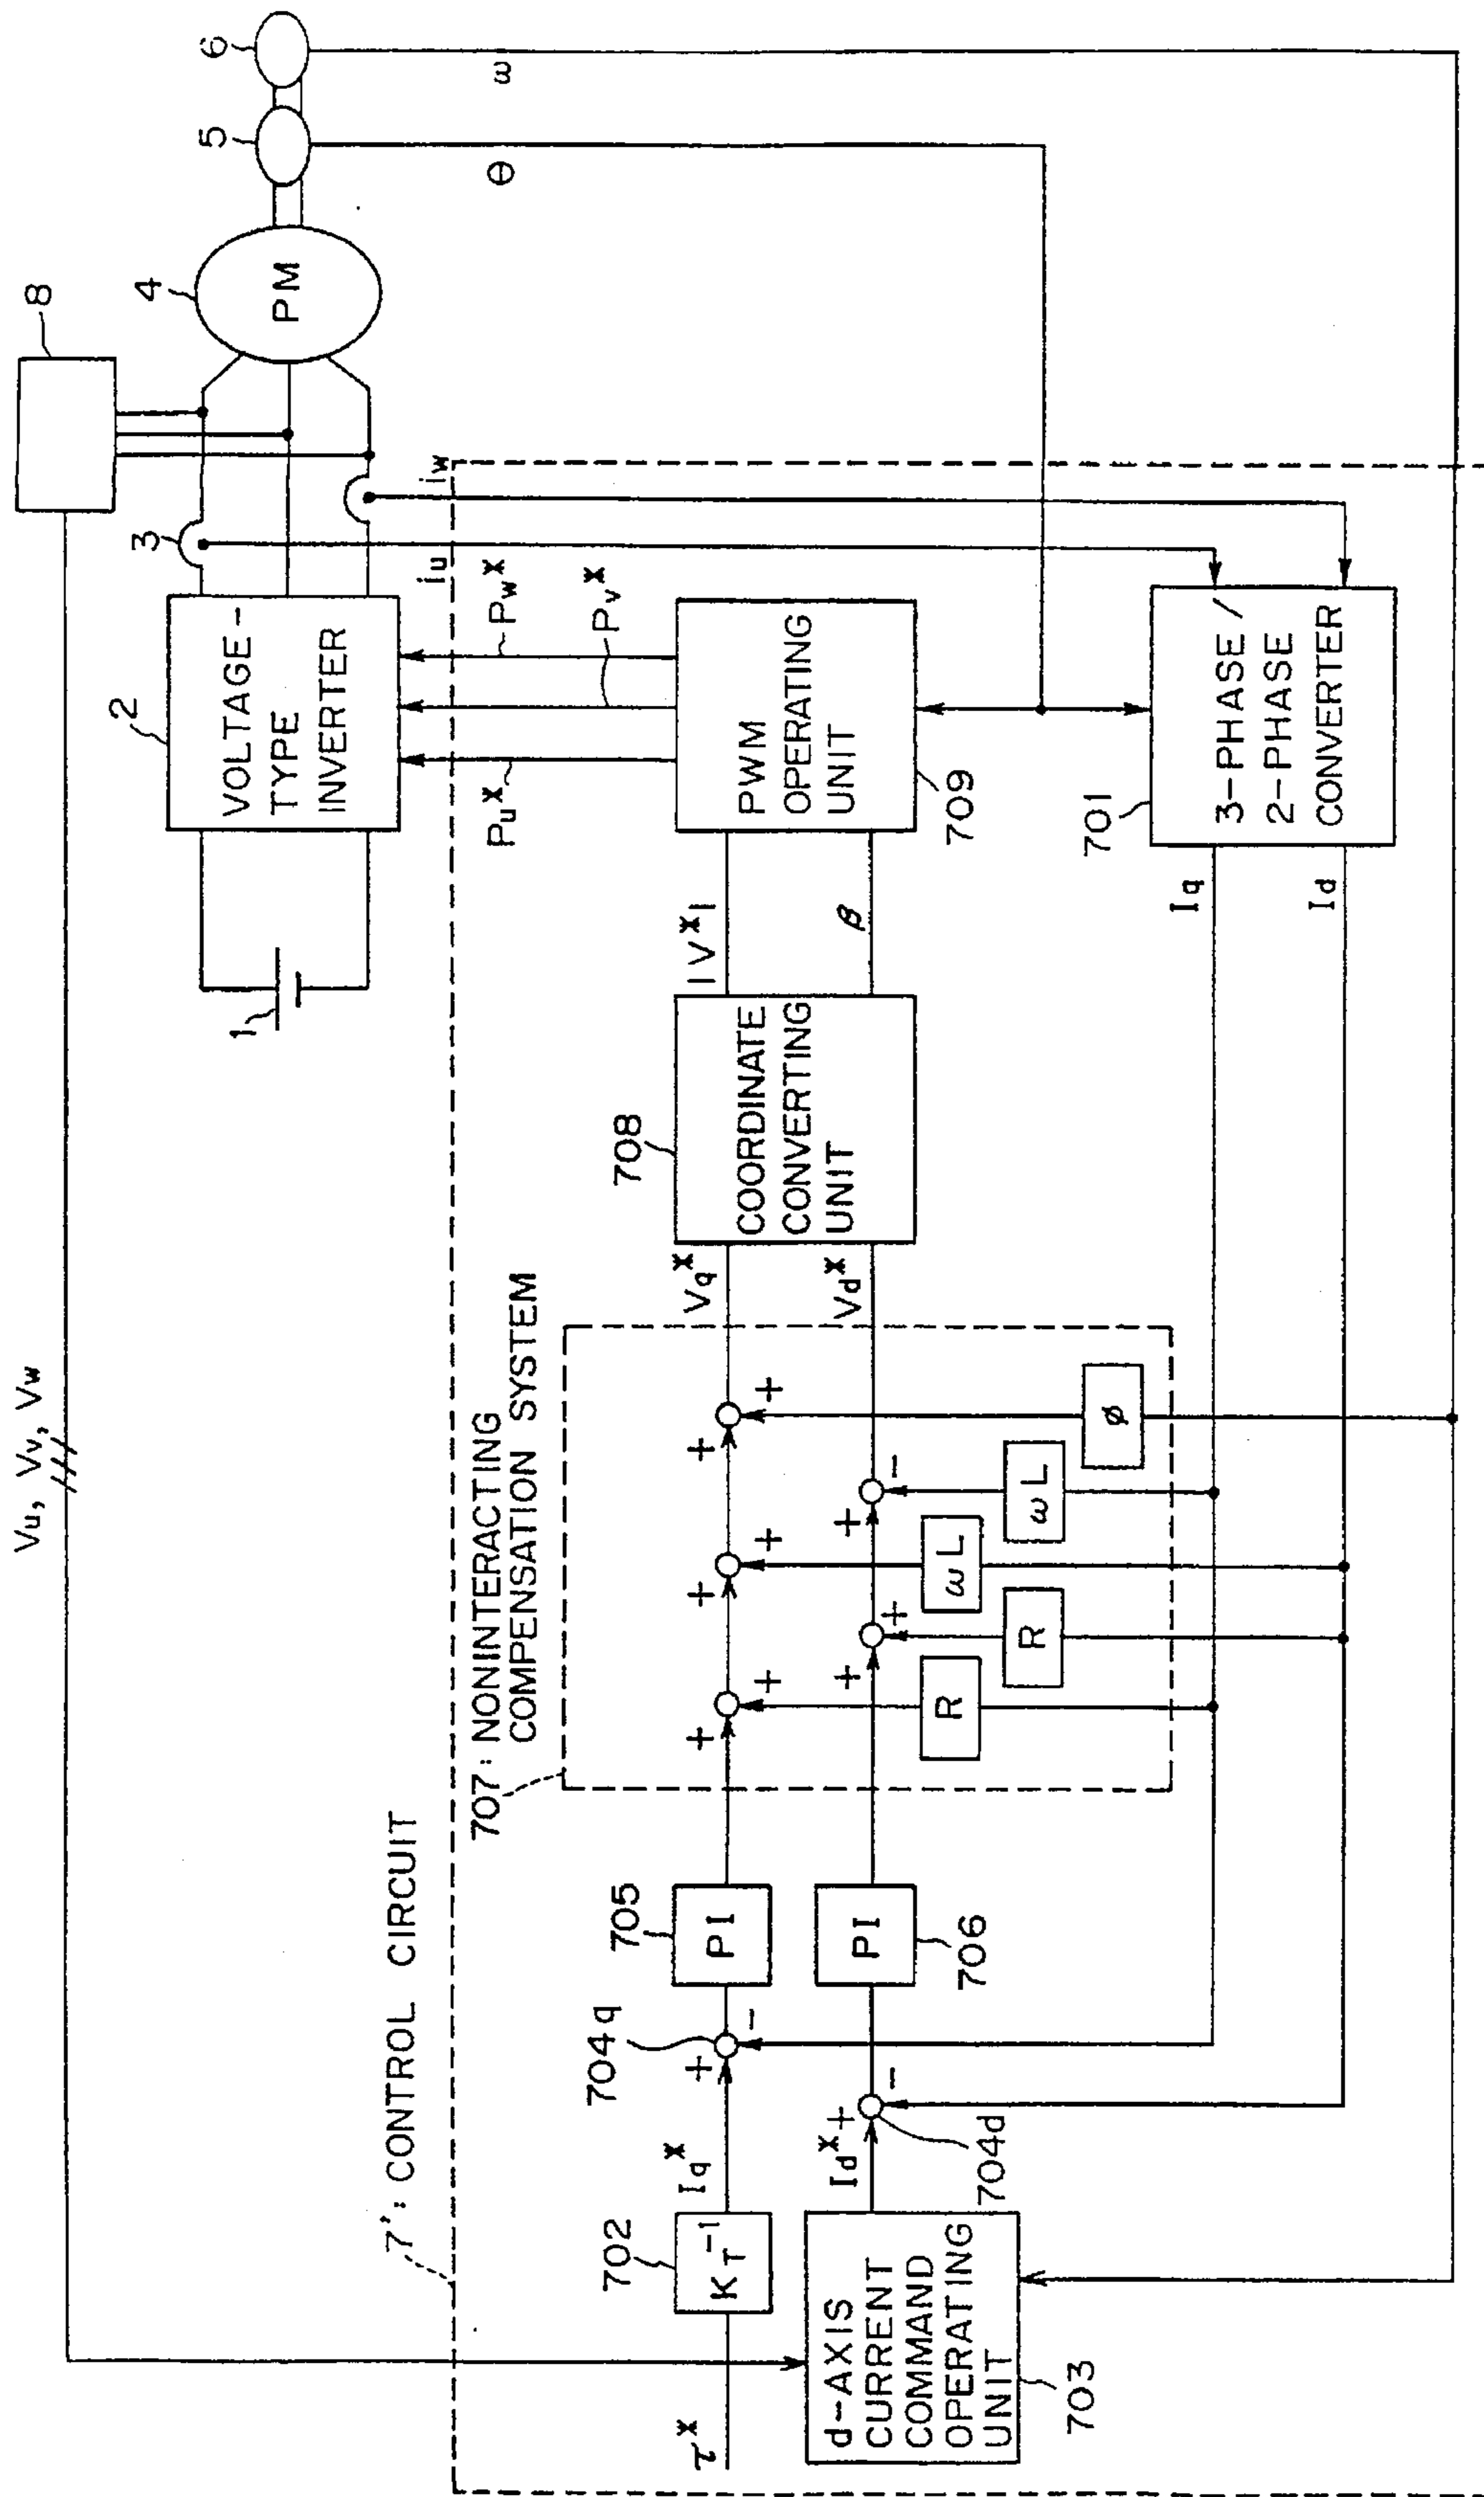 Vu, Vv, Vw
8
3
4
PM
5
6
2
VOLTAGE-
TYPE
INVERTER
1
iu
iw
ω
θ
Pu*
Pw*
Pv*
7': CONTROL CIRCUIT
707: NONINTERACTING
COMPENSATION SYSTEM
τ*
702
K T -1
Iq*
704q
+
-
705
PI
+
+
+
+
+
+
Vq*
708
COORDINATE
CONVERTING
UNIT
|V*|
β
PWM
OPERATING
UNIT
709
703
d-AXIS
CURRENT
COMMAND
OPERATING
UNIT
Id*
+
-
704d
PI
706
+
+
+
-
Vd*
R
R
ωL
ωL
φ
Iq
Id
701
3-PHASE/
2-PHASE
CONVERTER